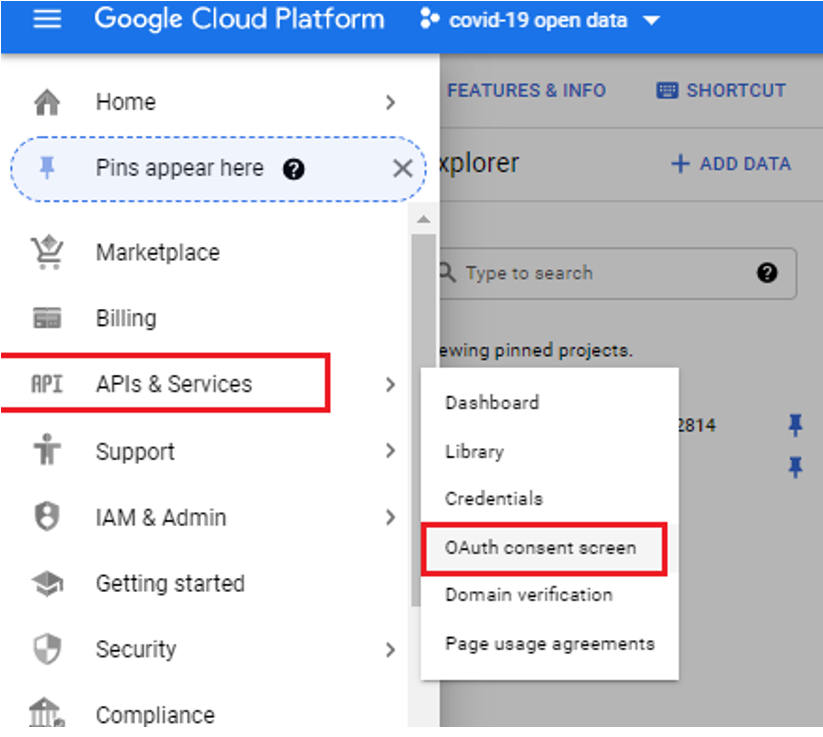 Google Cloud Platform covid-19 open data
FEATURES & INFO SHORTCUT
Home
Pins appear here ?
xplorer + ADD DATA
Marketplace
Type to search ?
Billing
ewing pinned projects.
API APIs & Services
Dashboard
2814
Library
Support
Credentials
IAM & Admin
OAuth consent screen
Getting started
Domain verification
Security
Page usage agreements
Compliance